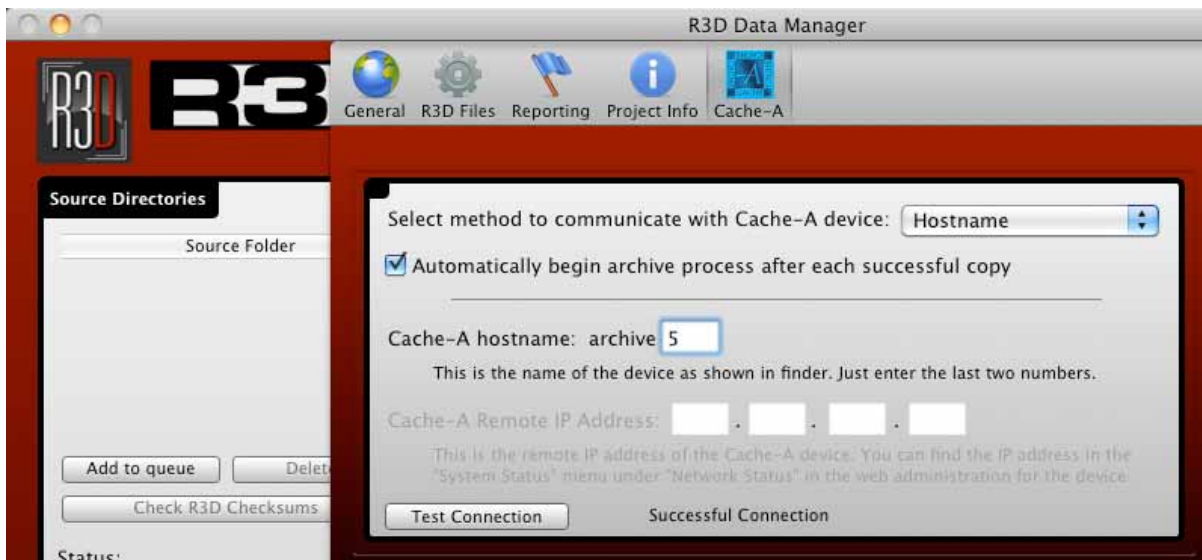 R3D Data Manager
R3D
R3
General R3D Files Reporting Project Info Cache-A
-A
Source Directories
Source Folder
Select method to communicate with Cache-A device: Hostname
Automatically begin archive process after each successful copy
Cache-A hostname: archive 5
This is the name of the device as shown in finder. Just enter the last two numbers.
Cache-A Remote IP Address: . . .
This is the remote IP address of the Cache-A device. You can find the IP address in the
"System Status" menu under "Network Status" in the web administration for the device
Add to queue Delet
Check R3D Checksums
Test Connection Successful Connection
Status: